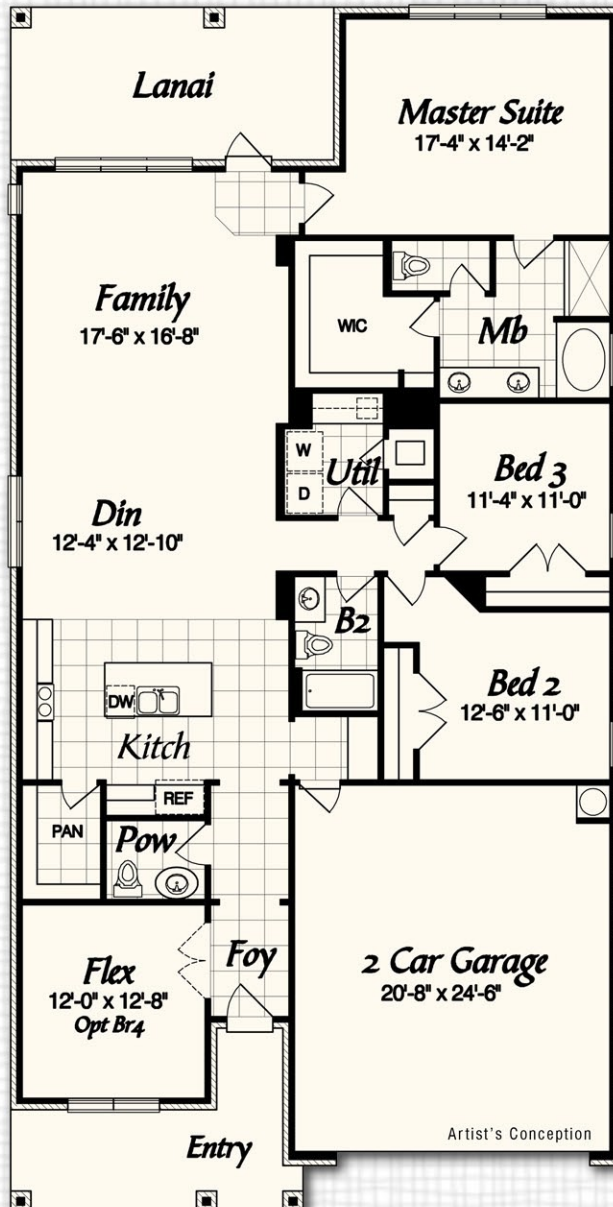 Lanai
Master Suite
17'-4" x 14'-2"
Family
17'-6" x 16'-8"
WIC
Mb
W
D
Util
Bed 3
11'-4" x 11'-0"
Din
12'-4" x 12'-10"
B2
Bed 2
12'-6" x 11'-0"
DW
Kitch
REF
PAN
Pow
Flex
12'-0" x 12'-8"
Opt Br4
Foy
2 Car Garage
20'-8" x 24'-6"
Entry
Artist's Conception